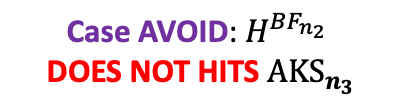 Case AVOID: H^{BF_{n_2}}
DOES NOT HITS AKS_{n_3}